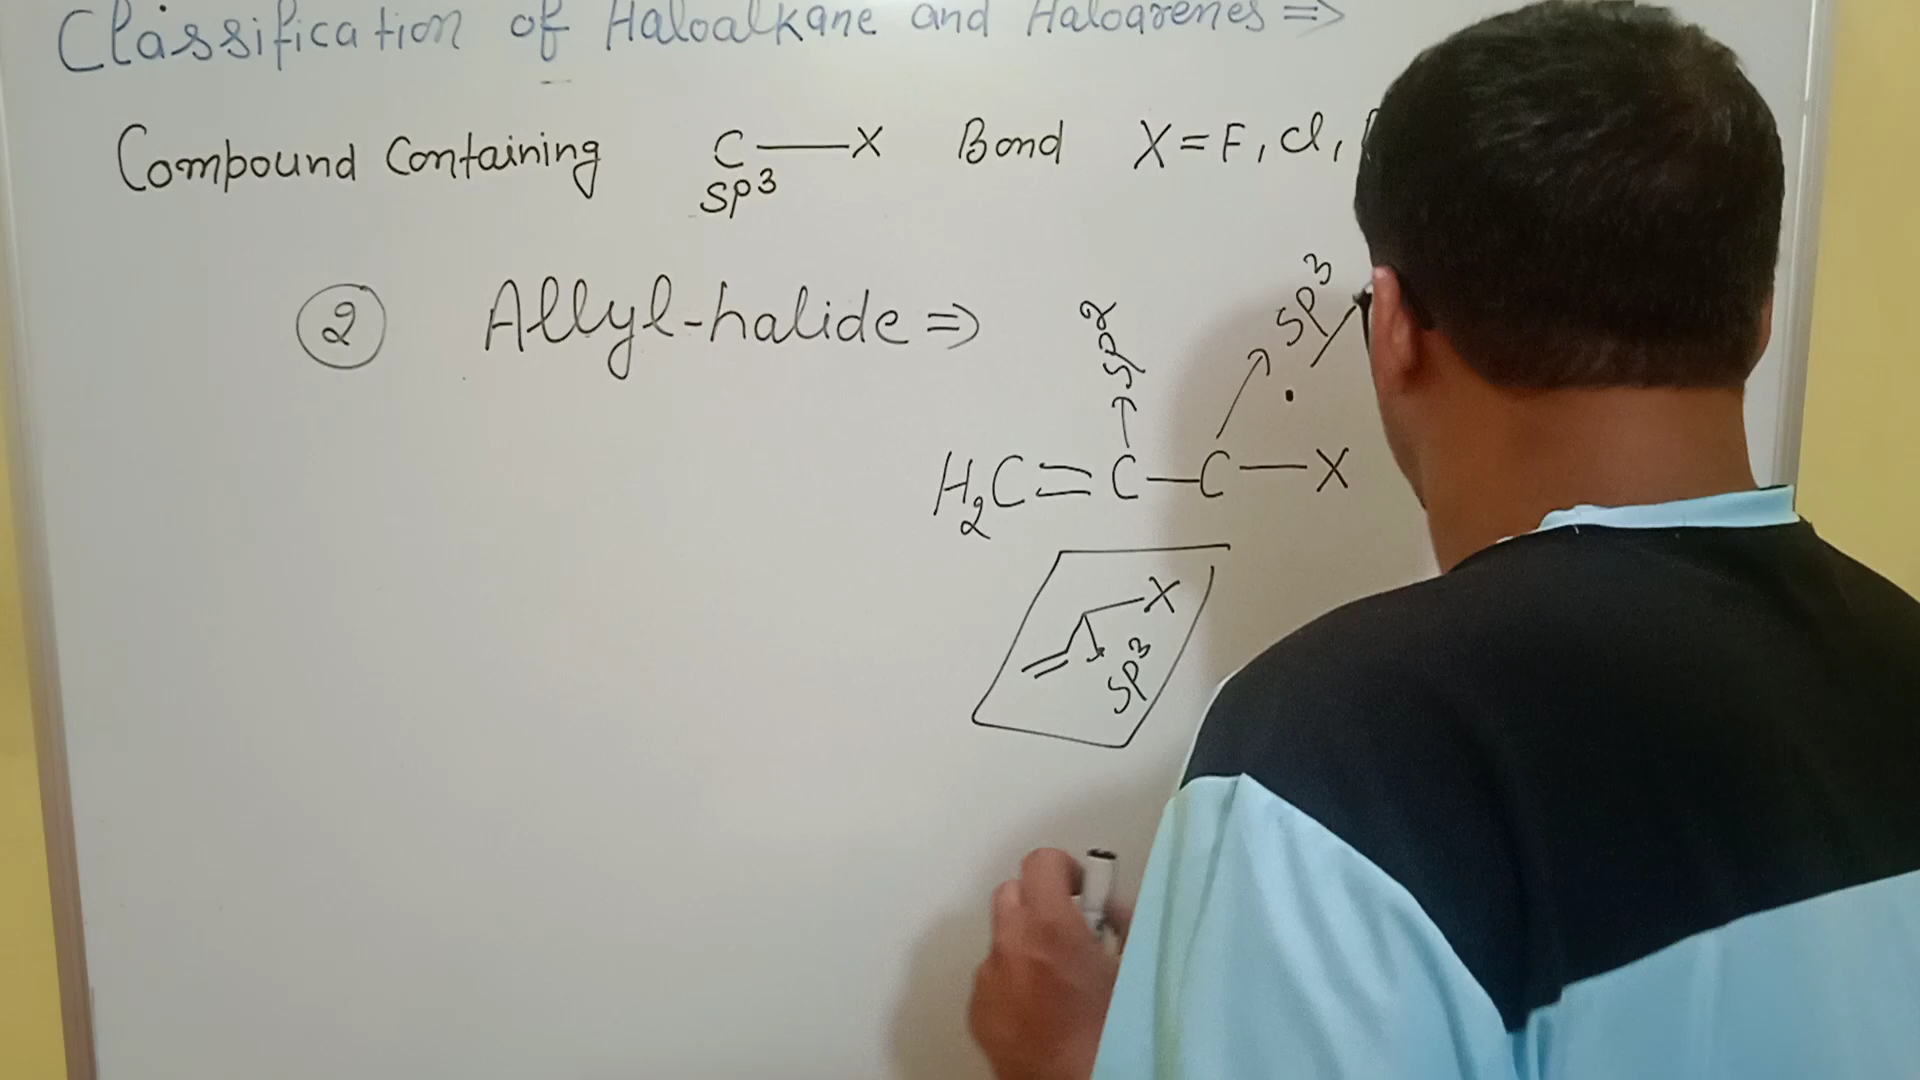 Classification of Haloalkane and Haloarenes ⇒
Compound Containing C—X Bond X = F, Cl,
SP3
② Allyl-halide ⇒
SP2 SP3
H2C=C—C—X
X
SP3